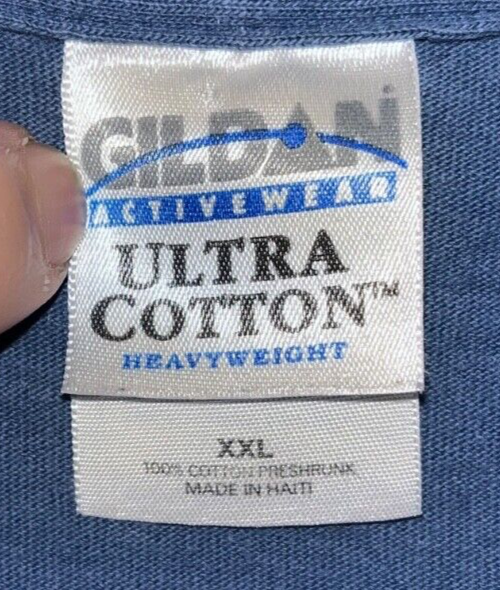 GILDAN
ACTIVEWEAR
ULTRA
COTTON™
HEAVYWEIGHT
XXL
100% COTTON PRESHRUNK
MADE IN HAITI